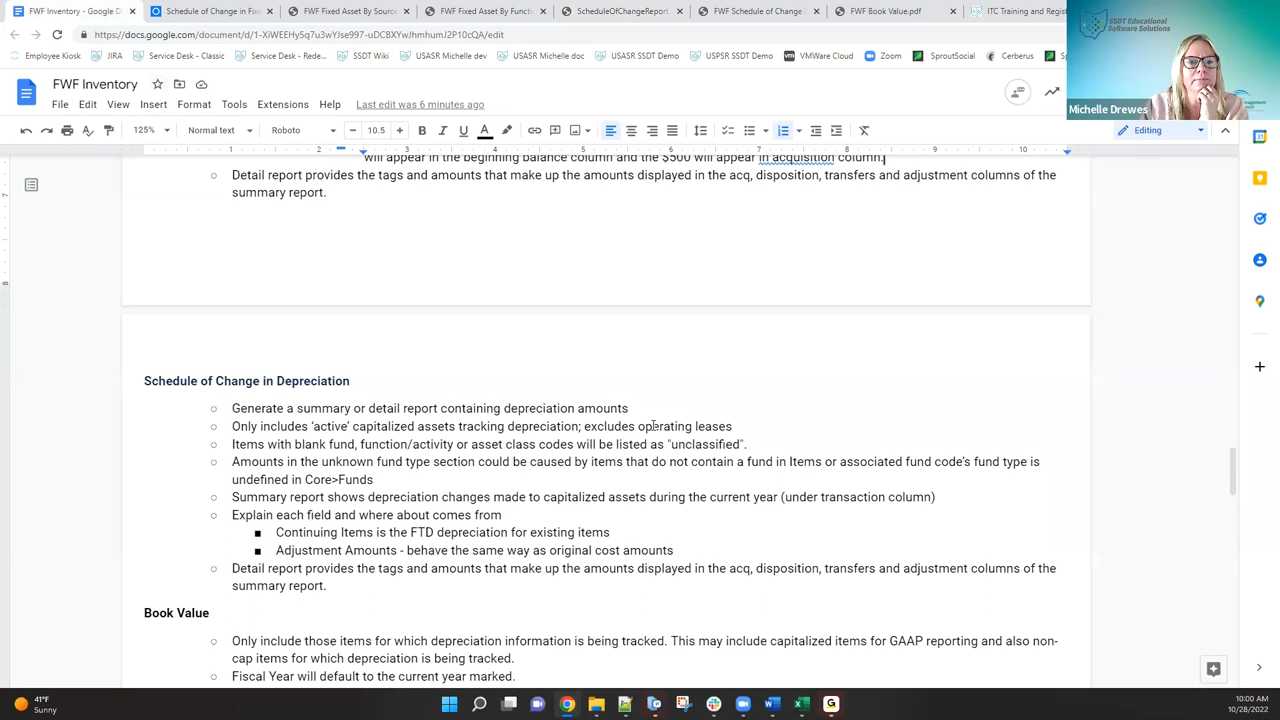 FWF Inventory - Google D
Schedule of Change in Fix
FWF Fixed Asset By Sourc
FWF Fixed Asset By Functi
ScheduleOfChangeReport
FWF Schedule of Change
FWF Book Value.pdf
ITC Training and Regist
SSDT Educational
Software Solutions
https://docs.google.com/document/d/1-XiWEEHy5q7u3wYJse997-uDCBXYwJhmhuth22P10cQA/edit
Employee Kiosk
JIRA
Service Desk - Classic
Service Desk - Rede...
SSDT Wiki
USASR Michelle dev
USASR Michelle doc
USASR SSDT Demo
USPSR SSDT Demo
VMWare Cloud
Zoom
SproutSocial
Cerberus
FWF Inventory
File Edit View Insert Format Tools Extensions Help Last edit was 6 minutes ago
Michelle Drewes
125% Normal text Roboto 10.5 Editing
1 2 3 4 5 6 7 8 9 10
will appear in the beginning balance column and the $500 will appear in acquisition column.
Detail report provides the tags and amounts that make up the amounts displayed in the acq, disposition, transfers and adjustment columns of the
summary report.
Schedule of Change in Depreciation
Generate a summary or detail report containing depreciation amounts
Only includes ‘active’ capitalized assets tracking depreciation; excludes operating leases
Items with blank fund, function/activity or asset class codes will be listed as "unclassified".
Amounts in the unknown fund type section could be caused by items that do not contain a fund in Items or associated fund code’s fund type is
undefined in Core>Funds
Summary report shows depreciation changes made to capitalized assets during the current year (under transaction column)
Explain each field and where about comes from
Continuing Items is the FTD depreciation for existing items
Adjustment Amounts - behave the same way as original cost amounts
Detail report provides the tags and amounts that make up the amounts displayed in the acq, disposition, transfers and adjustment columns of the
summary report.
Book Value
Only include those items for which depreciation information is being tracked. This may include capitalized items for GAAP reporting and also non-
cap items for which depreciation is being tracked.
Fiscal Year will default to the current year marked.
41°F
Sunny
10:00 AM
10/28/2022